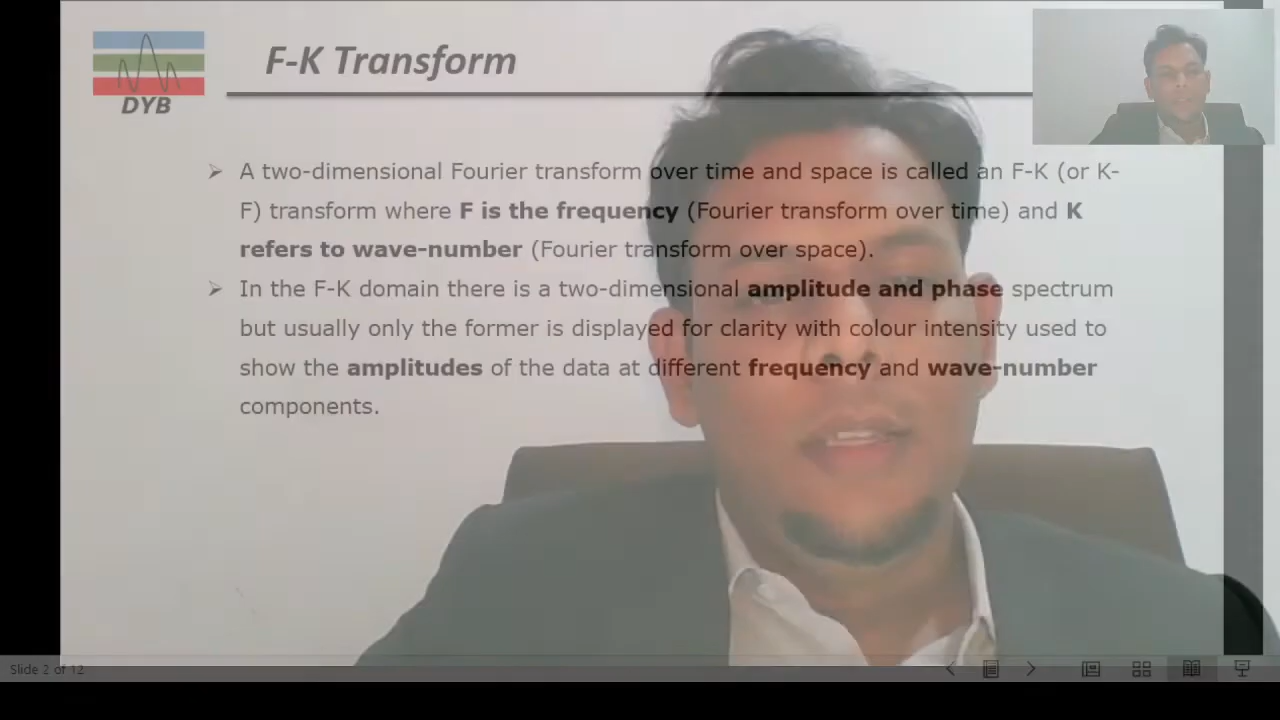 F-K Transform
DYB
A two-dimensional Fourier transform over time and space is called an F-K (or K-
F) transform where F is the frequency (Fourier transform over time) and K
refers to wave-number (Fourier transform over space).
In the F-K domain there is a two-dimensional amplitude and phase spectrum
but usually only the former is displayed for clarity with colour intensity used to
show the amplitudes of the data at different frequency and wave-number
components.
Slide 2 of 12